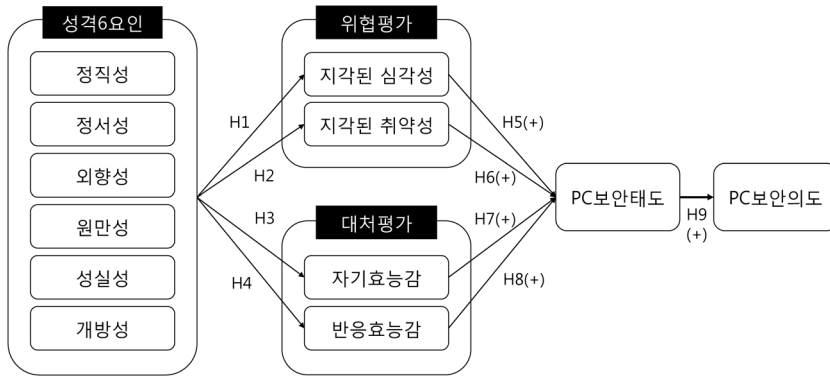 성격6요인
정직성
정서성
외향성
원만성
성실성
개방성
H1
H2
H3
H4
위협평가
지각된 심각성
지각된 취약성
대처평가
자기효능감
반응효능감
H5(+)
H6(+)
H7(+)
H8(+)
PC보안태도
H9
(+)
PC보안의도